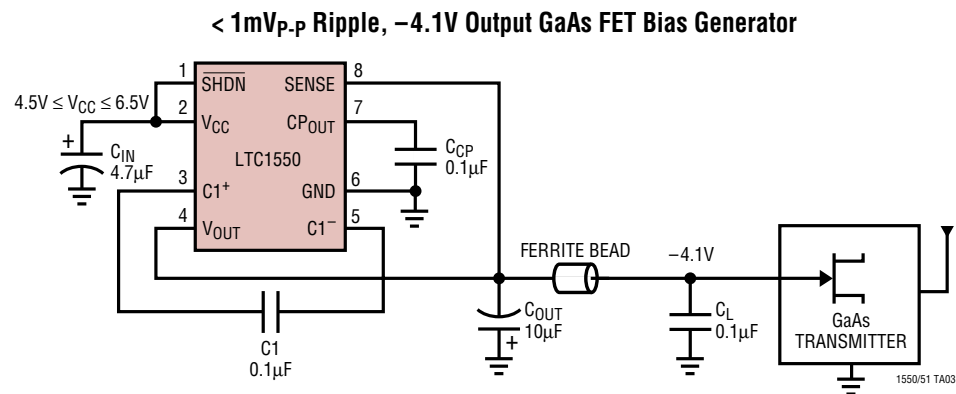 < 1mVP-P Ripple, –4.1V Output GaAs FET Bias Generator
4.5V ≤ VCC ≤ 6.5V
1
SHDN
SENSE
8
2
VCC
CPOUT
7
LTC1550
3
C1+
GND
6
4
VOUT
C1–
5
+
CIN
4.7µF
CCP
0.1µF
FERRITE BEAD
–4.1V
COUT
10µF
+
CL
0.1µF
C1
0.1µF
GaAs
TRANSMITTER
1550/51 TA03